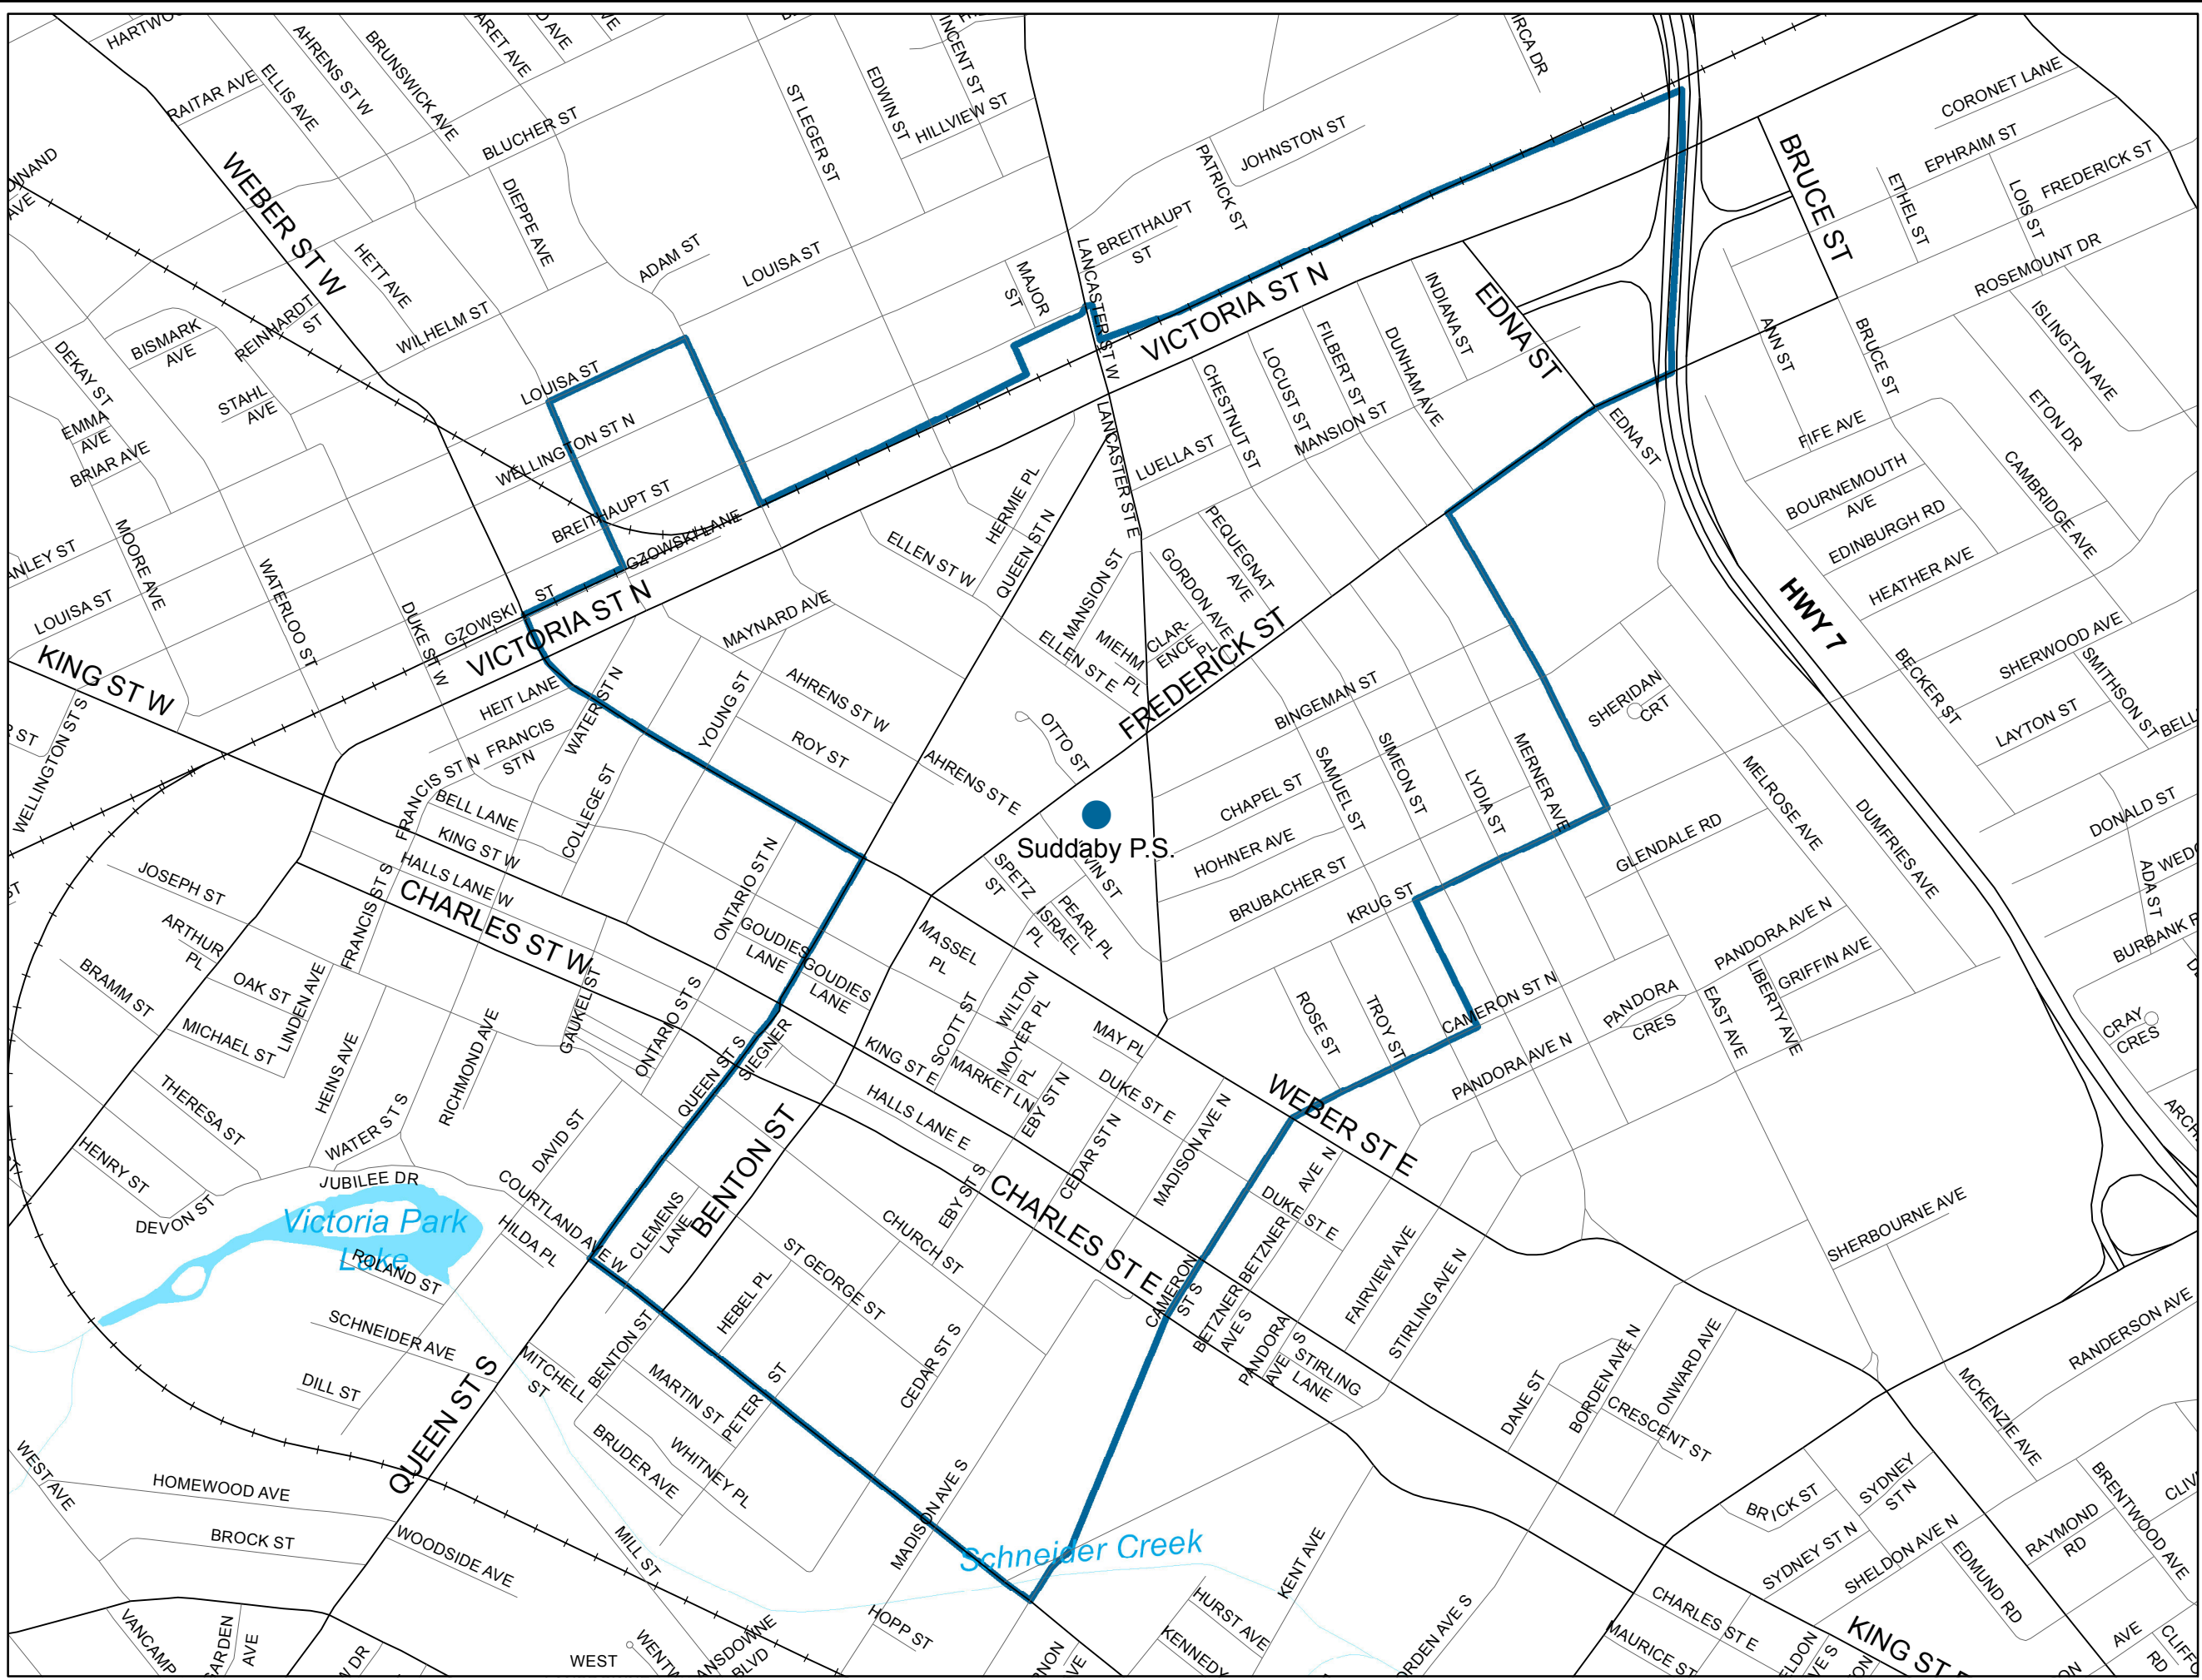 RAITAR AVE
ELLIS AVE
AHRENS ST W
BRUNSWICK AVE
BLUCHER ST
ST LEGER ST
EDWIN ST
HILLVIEW ST
JOHNSTON ST
PATRICK ST
CORONET LANE
EPHRAIM ST
FREDERICK ST
ETHEL ST
LOIS ST
BRUCE ST
ROSEMOUNT DR
WEBER ST W
DIEPPE AVE
HETT AVE
ADAM ST
LOUISA ST
BREITHAUPT
ST
MAJOR
ST
LANCASTER ST W
VICTORIA ST N
INDIANA ST
EDNA ST
ANN ST
BRUCE ST
ISLINGTON AVE
BISMARK
AVE
REINHARDT
ST
WILHELM ST
DEKAY ST
STAHL
AVE
LOUISA ST
CHESTNUT ST
LOCUST ST
FILBERT ST
DUNHAM AVE
MANSION ST
LUELLA ST
EDNA ST
FIFE AVE
ETON DR
EMMA
AVE
BRIAR AVE
WELLINGTON ST N
BREITHAUPT ST
GZOWSKI LANE
HERMIE PL
QUEEN ST N
LANCASTER ST E
ELLEN ST W
PEQUEGNAT
AVE
GORDON AVE
MANSION ST
BOURNEMOUTH
AVE
EDINBURGH RD
HEATHER AVE
CAMBRIDGE AVE
MOORE AVE
LOUISA ST
WATERLOO ST
DUKE ST W
GZOWSKI
ST
VICTORIA ST N
MAYNARD AVE
MIEHM
PL
CLAR-
ENCE
PL
ELLEN ST E
FREDERICK ST
HWY 7
SHERWOOD AVE
SMITHSON ST
BECKER ST
LAYTON ST
KING ST W
WELLINGTON ST S
HEIT LANE
FRANCIS
ST N
WATER ST N
YOUNG ST
AHRENS ST W
ROY ST
AHRENS ST E
OTTO ST
BINGEMAN ST
SHERIDAN
CRT
FRANCIS ST N
BELL LANE
KING ST W
COLLEGE ST
HALLS LANE W
CHARLES ST W
ONTARIO ST N
Suddaby P.S.
CHAPEL ST
HOHNER AVE
BRUBACHER ST
SAMUEL ST
SIMEON ST
LYDIA ST
MERNER AVE
KRUG ST
GLENDALE RD
MELROSE AVE
DUMFRIES AVE
DONALD ST
ADA ST
JOSEPH ST
FRANCIS ST S
ARTHUR
PL
OAK ST
LINDEN AVE
BRAMM ST
MICHAEL ST
GAUKEL ST
ONTARIO ST S
GOUDIES
LANE
GOUDIES
LANE
MASSEL
PL
SPETZ
ST
ISRAEL
PL
PEARL PL
SCOTT ST
WILTON
MOYER PL
PL
MAY PL
ROSE ST
TROY ST
CAMERON ST N
PANDORA
CRES
PANDORA AVE N
GRIFFIN AVE
LIBERTY AVE
EAST AVE
PANDORA AVE N
CRAY
CRES
THERESA ST
HEINS AVE
RICHMOND AVE
QUEEN ST S
SIEGNER
KING ST E
MARKET LN
EBY ST N
DUKE ST E
HALLS LANE E
CEDAR ST N
MADISON AVE N
WEBER ST E
HENRY ST
DEVON ST
WATER ST S
JUBILEE DR
Victoria Park
Lake
ROLAND ST
DAVID ST
COURTLAND AVE W
HILDA PL
CLEMENS
LANE
BENTON ST
EBY ST S
CHARLES ST E
CHURCH ST
ST GEORGE ST
HEBEL PL
CAMERON
ST S
DUKE ST E
BETZNER
AVE N
BETZNER
AVE S
PANDORA
AVE S
STIRLING
LANE
FAIRVIEW AVE
STIRLING AVE N
SHERBOURNE AVE
SCHNEIDER AVE
DILL ST
QUEEN ST S
MITCHELL
ST
BENTON ST
MARTIN ST
PETER ST
CEDAR ST S
BRUDER AVE
WHITNEY PL
MADISON AVE S
DANE ST
BORDEN AVE N
ONWARD AVE
CRESCENT ST
MCKENZIE AVE
RANDERSON AVE
WEST AVE
HOMEWOOD AVE
BROCK ST
WOODSIDE AVE
MILL ST
Schneider Creek
KENT AVE
HURST AVE
KENNEDY
HOPP ST
BRICK ST
SYDNEY
ST N
SYDNEY ST N
SHELDON AVE N
EDMUND RD
RAYMOND
RD
BRENTWOOD AVE
VANCAMP
AVE
WEST
BLVD
CHARLES ST E
MAURICE ST
KING ST E
AVE
RD